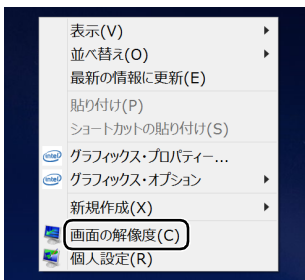 表示(V)
並べ替え(O)
最新の情報に更新(E)
貼り付け(P)
ショートカットの貼り付け(S)
グラフィックス・プロパティー...
グラフィックス・オプション
新規作成(X)
画面の解像度(C)
個人設定(R)